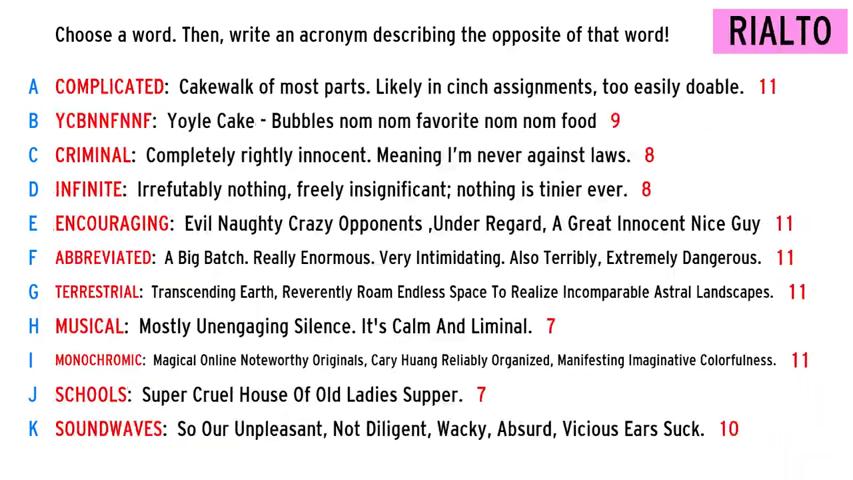 Choose a word. Then, write an acronym describing the opposite of that word!
RIALTO
A COMPLICATED: Cakewalk of most parts. Likely in cinch assignments, too easily doable. 11
B YCBNNFNNF: Yoyle Cake - Bubbles nom nom favorite nom nom food 9
C CRIMINAL: Completely rightly innocent. Meaning I'm never against laws. 8
D INFINITE: Irrefutably nothing, freely insignificant; nothing is tinier ever. 8
E ENCOURAGING: Evil Naughty Crazy Opponents ,Under Regard, A Great Innocent Nice Guy 11
F ABBREVIATED: A Big Batch. Really Enormous. Very Intimidating. Also Terribly, Extremely Dangerous. 11
G TERRESTRIAL: Transcending Earth, Reverently Roam Endless Space To Realize Incomparable Astral Landscapes. 11
H MUSICAL: Mostly Unengaging Silence. It's Calm And Liminal. 7
I MONOCHROMIC: Magical Online Noteworthy Originals, Cary Huang Reliably Organized, Manifesting Imaginative Colorfulness. 11
J SCHOOLS: Super Cruel House Of Old Ladies Supper. 7
K SOUNDWAVES: So Our Unpleasant, Not Diligent, Wacky, Absurd, Vicious Ears Suck. 10